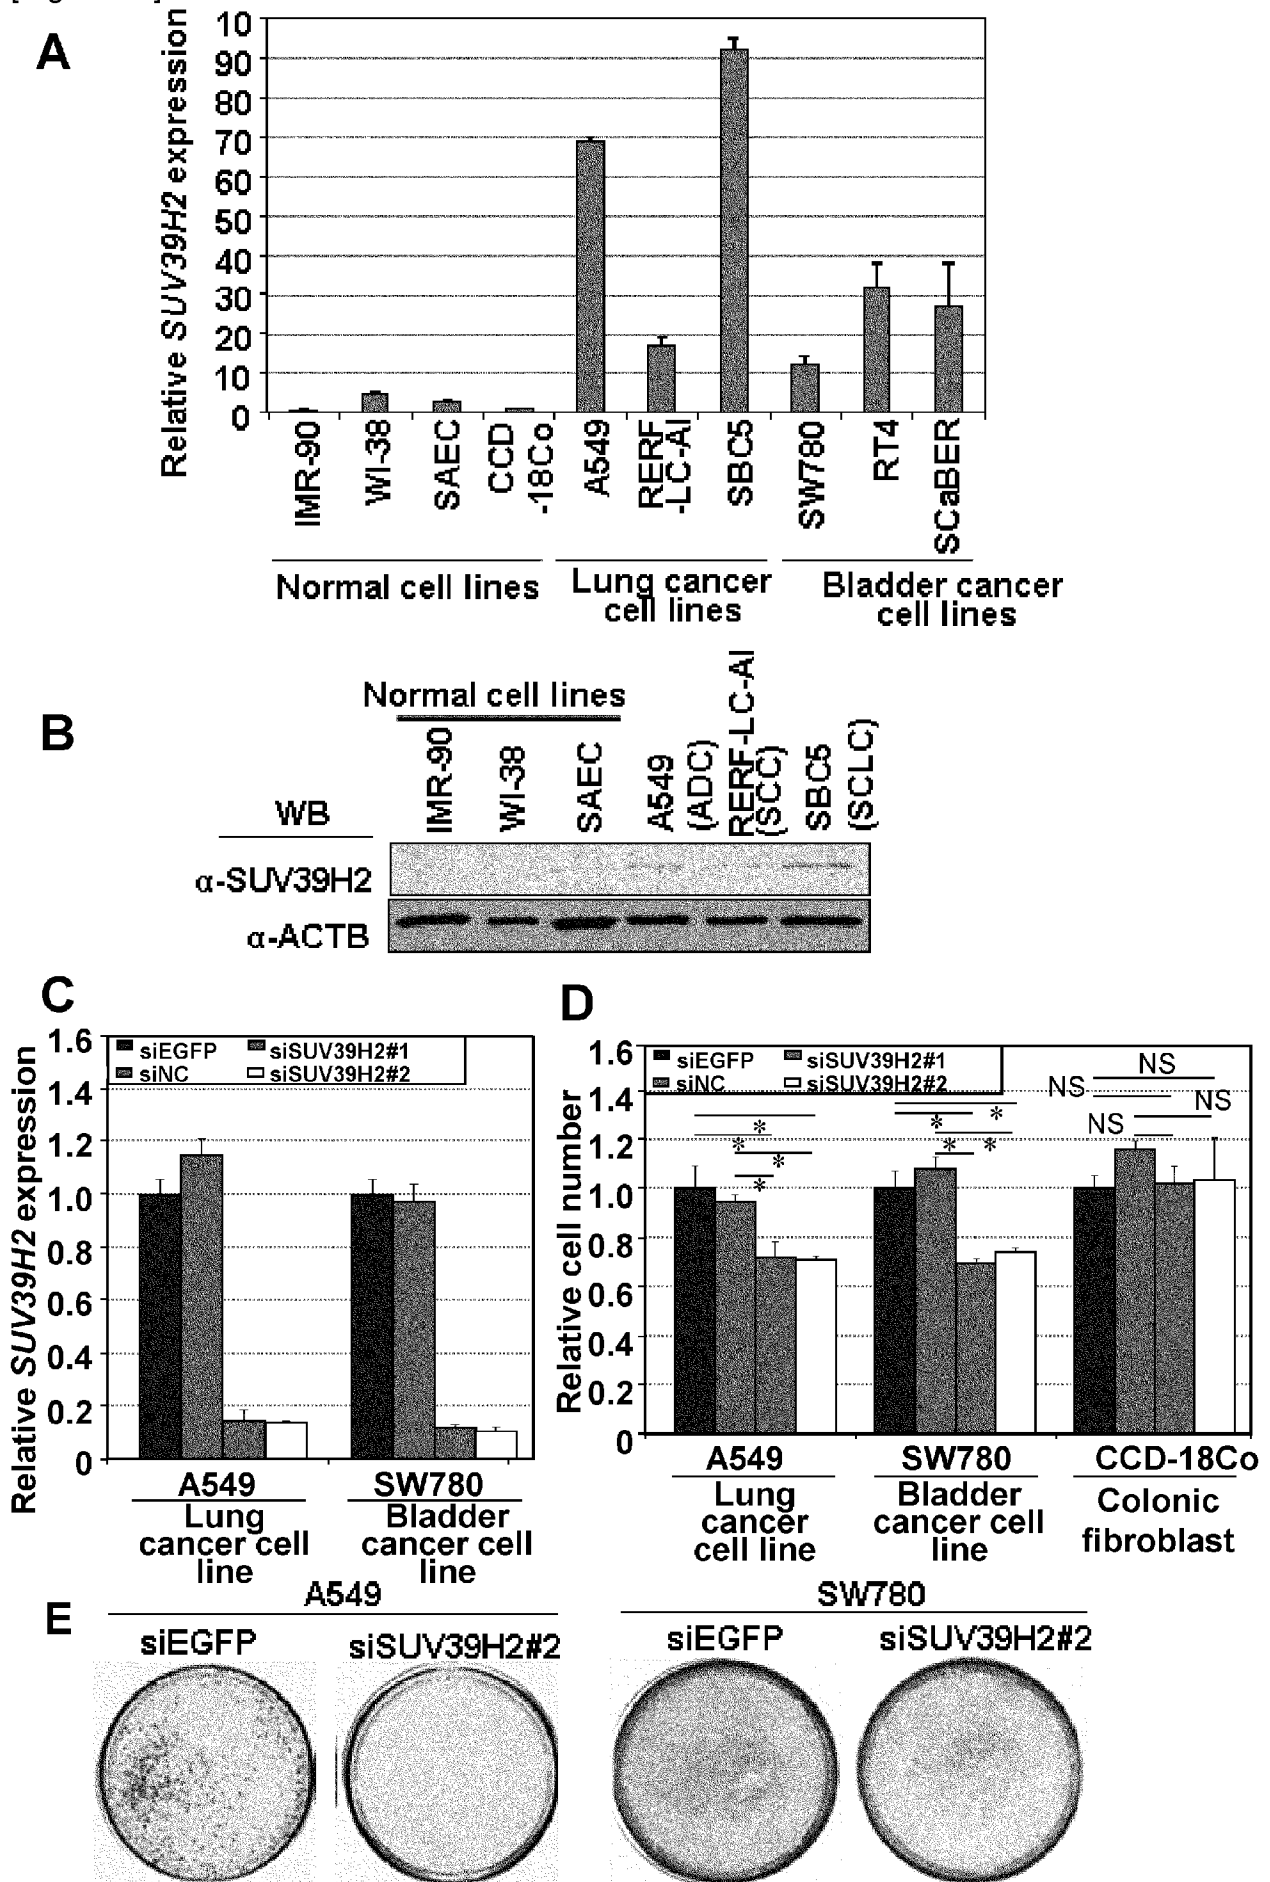 A
Relative SUV39H2 expression
10
90
80
70
60
50
40
30
20
10
0
IMR-90
WI-38
SAEC
CCD
-18Co
A549
RERF
-LC-AI
SBC5
SW780
RT4
SCaBER
Normal cell lines
Lung cancer
cell lines
Bladder cancer
cell lines
B
Normal cell lines
WB
IMR-90
WI-38
SAEC
A549
(ADC)
RERF-LC-AI
(SCC)
SBC5
(SCLC)
α-SUV39H2
α-ACTB
C
Relative SUV39H2 expression
1.6
1.4
1.2
1.0
0.8
0.6
0.4
0.2
0
siEGFP
siSUV39H2#1
siNC
siSUV39H2#2
A549
Lung
cancer cell
line
SW780
Bladder
cancer cell
line
D
Relative cell number
1.6
1.4
1.2
1.0
0.8
0.6
0.4
0.2
0
siEGFP
siSUV39H2#1
siNC
siSUV39H2#2
*
*
*
*
*
*
*
*
NS
NS
NS
NS
A549
Lung
cancer
cell line
SW780
Bladder
cancer cell
line
CCD-18Co
Colonic
fibroblast
E
A549
siEGFP
siSUV39H2#2
SW780
siEGFP
siSUV39H2#2